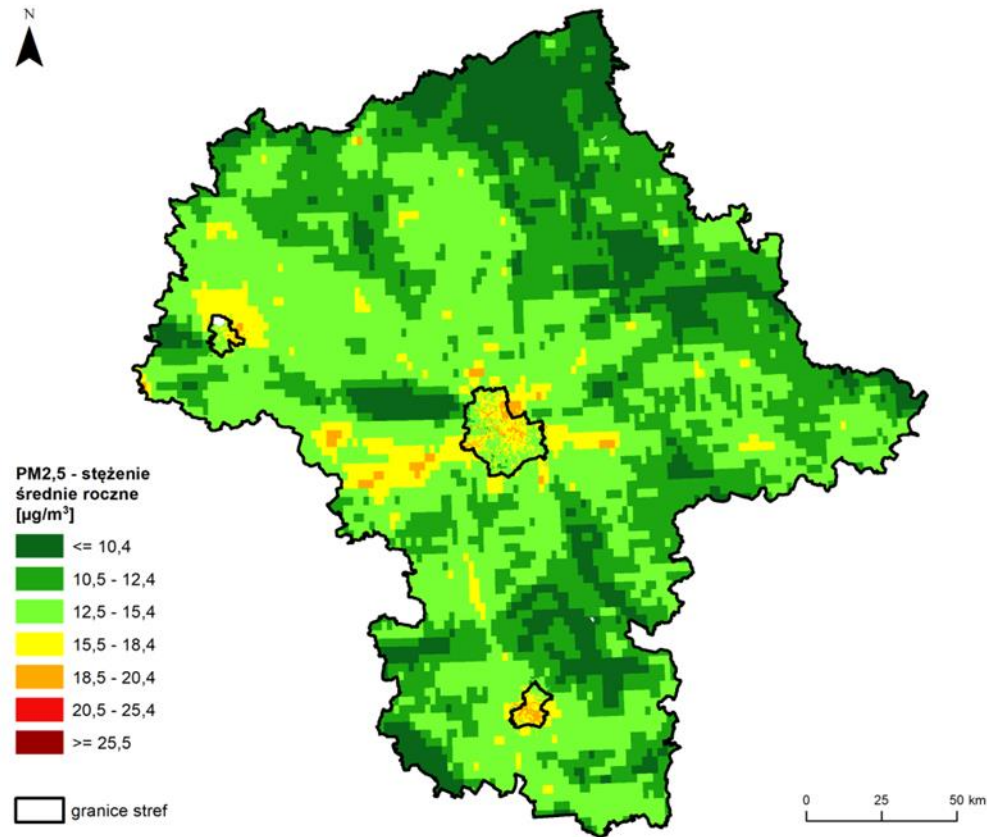 N
PM2,5 - stężenie
średnie roczne
[µg/m³]
<= 10,4
10,5 - 12,4
12,5 - 15,4
15,5 - 18,4
18,5 - 20,4
20,5 - 25,4
>= 25,5
granice stref
0 25 50 km